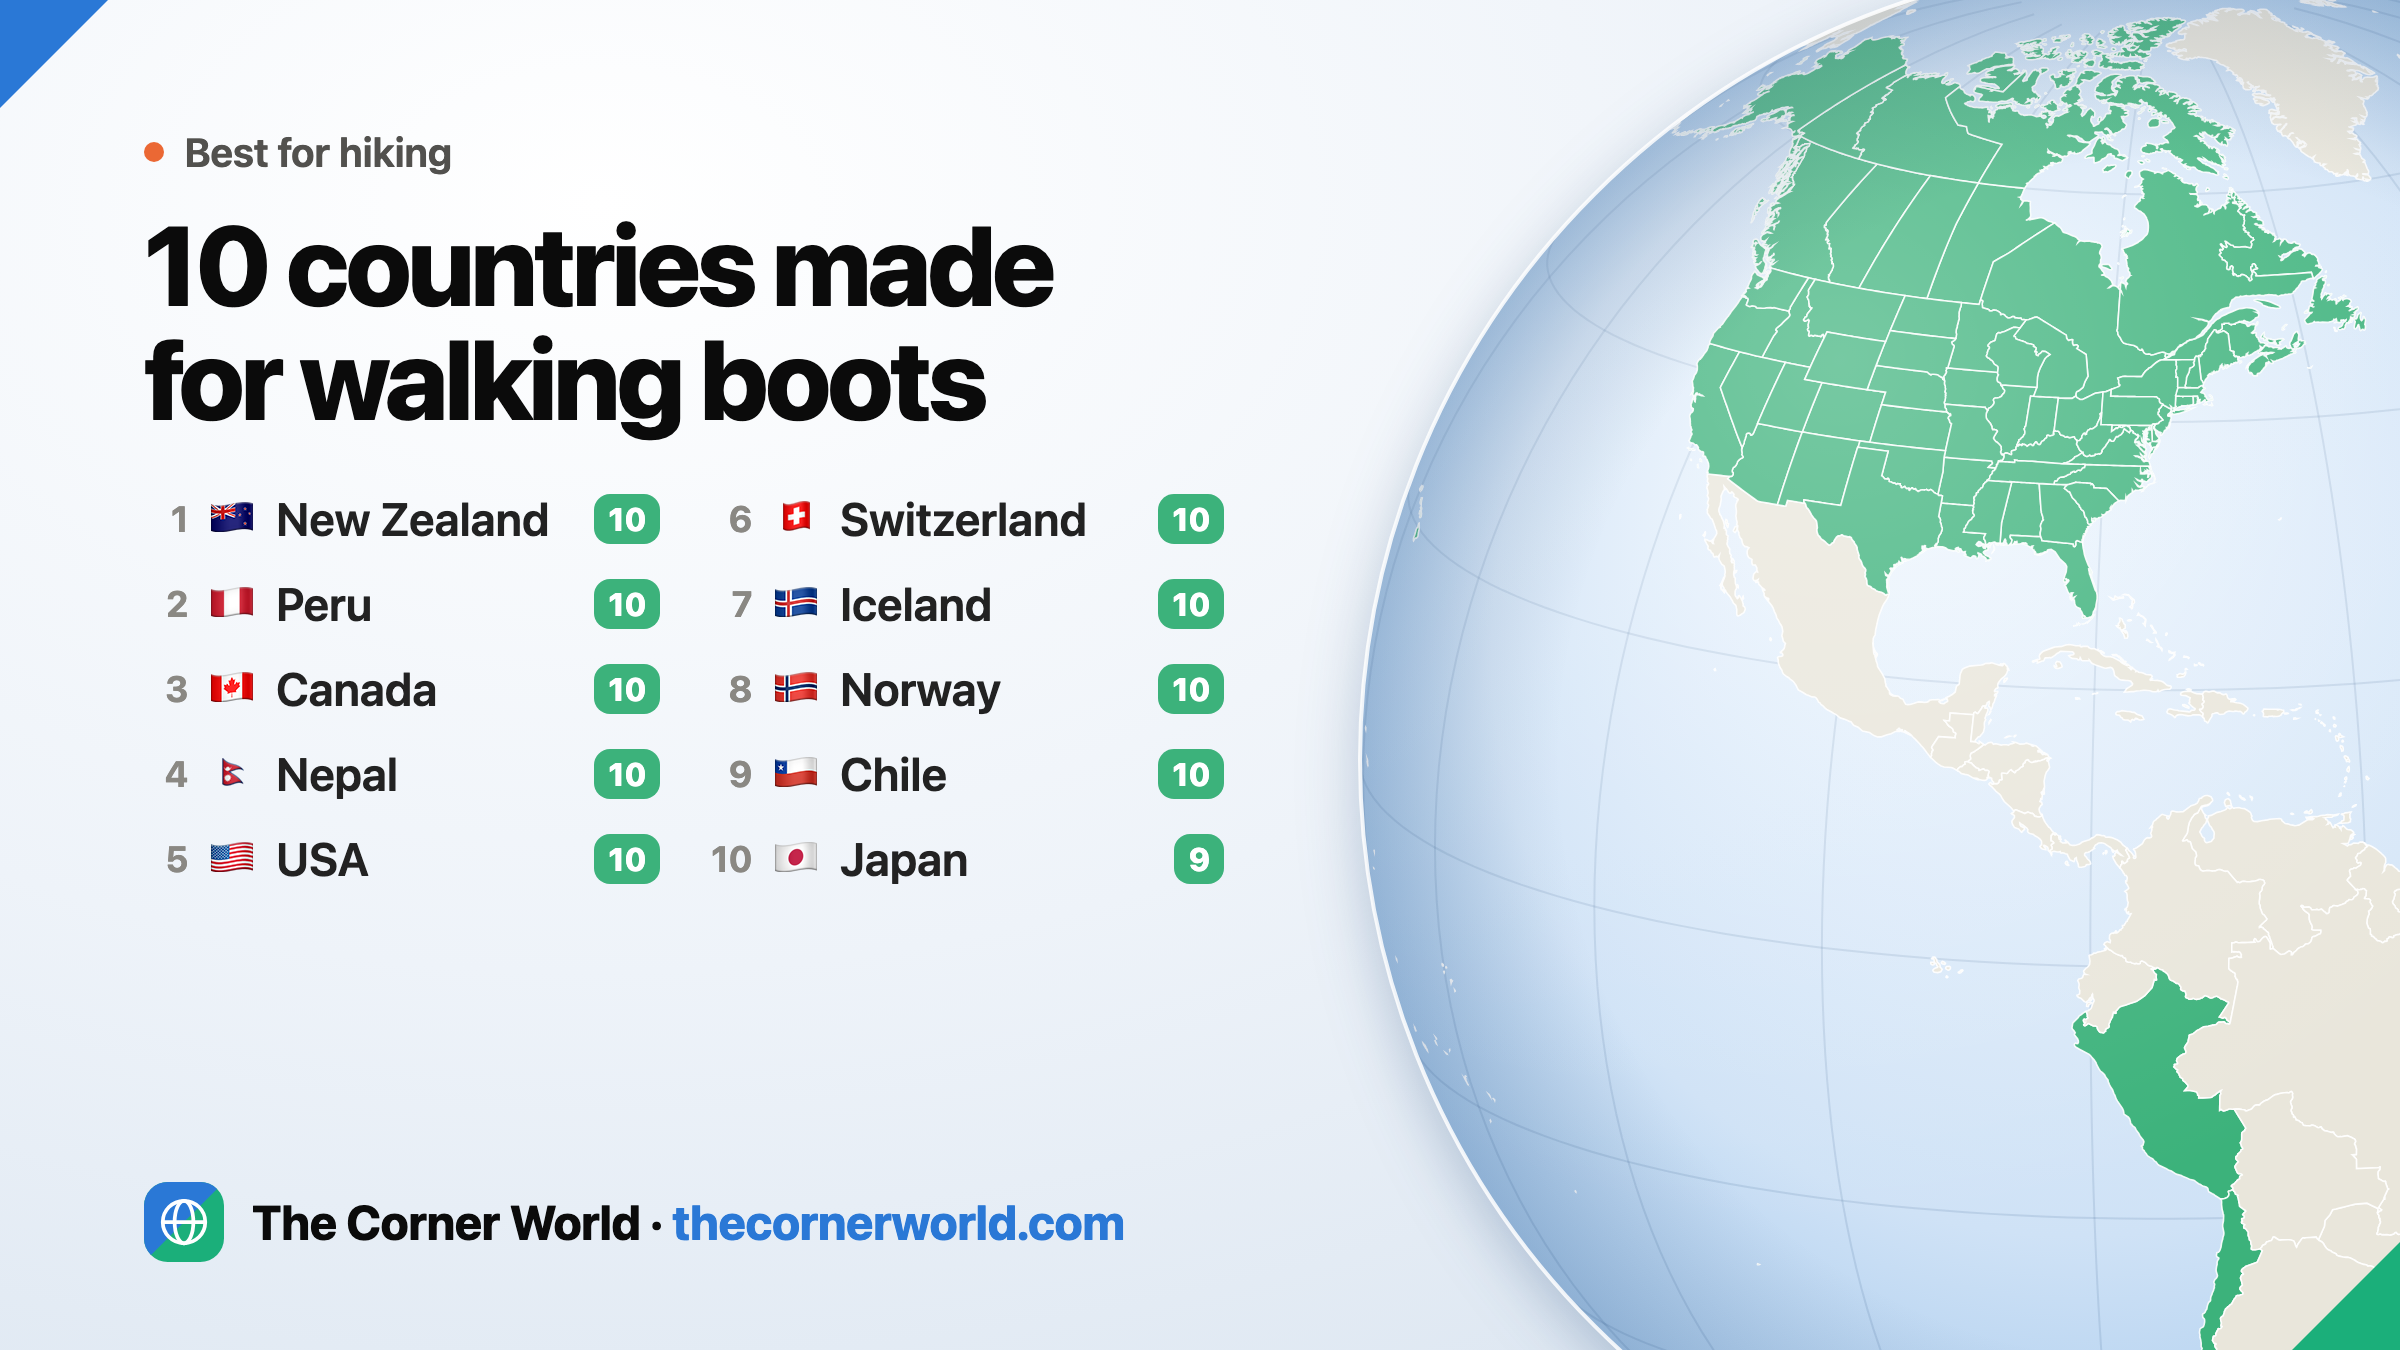 Best for hiking
10 countries made
for walking boots
1 New Zealand 10
2 Peru 10
3 Canada 10
4 Nepal 10
5 USA 10
6 Switzerland 10
7 Iceland 10
8 Norway 10
9 Chile 10
10 Japan 9
The Corner World · thecornerworld.com